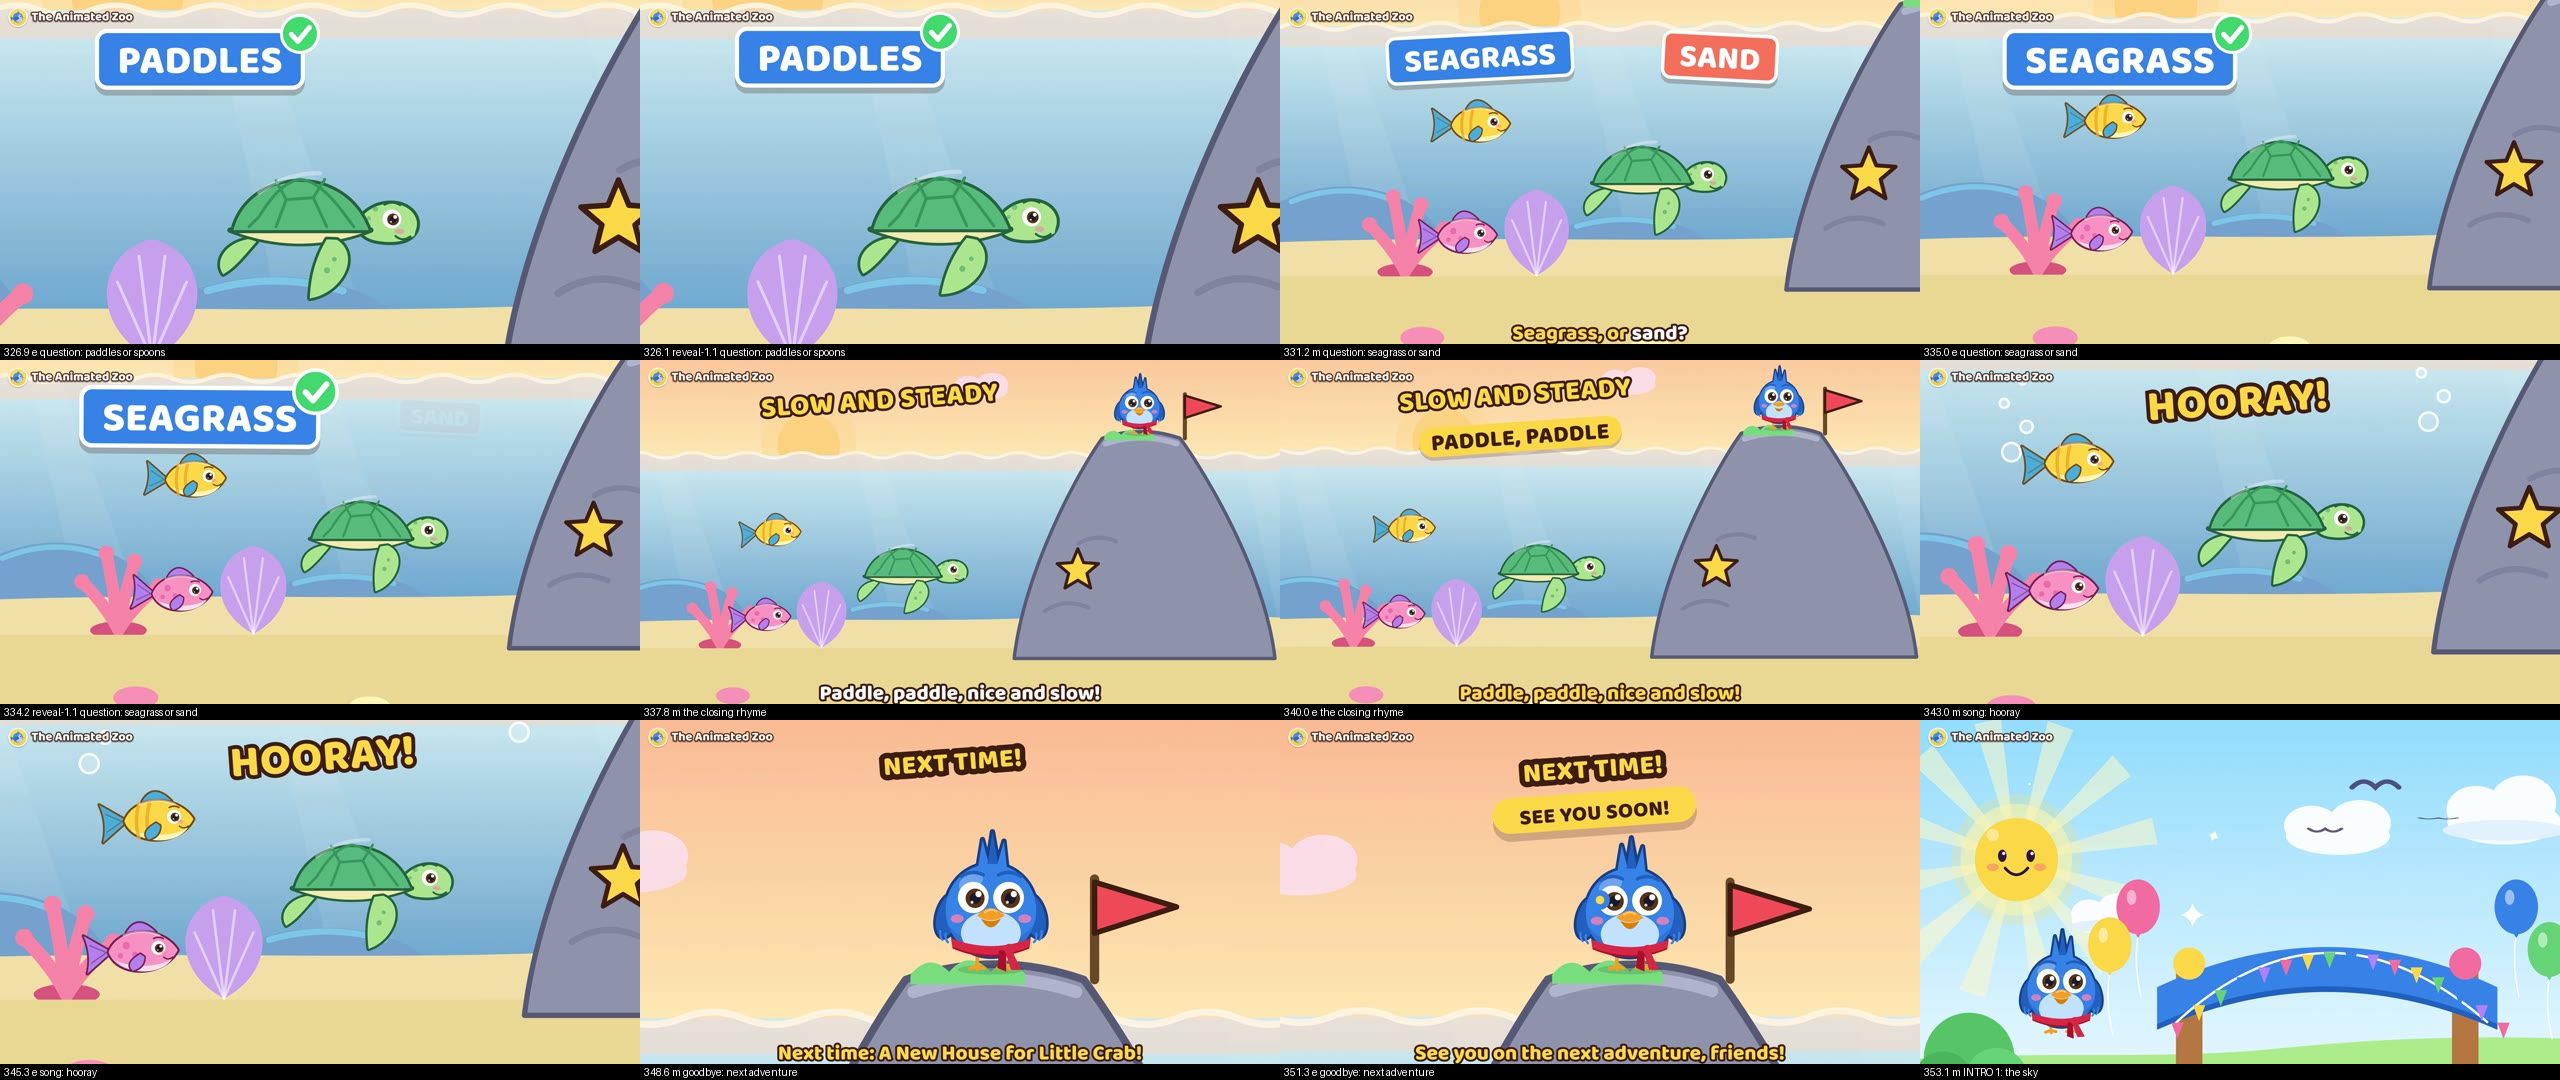 The Animated Zoo
PADDLES
326.9 e question: paddles or spoons
The Animated Zoo
PADDLES
326.1 reveal-1.1 question: paddles or spoons
The Animated Zoo
SEAGRASS
SAND
Seagrass, or sand?
331.2 m question: seagrass or sand
The Animated Zoo
SEAGRASS
335.0 e question: seagrass or sand
The Animated Zoo
SEAGRASS
SAND
334.2 reveal-1.1 question: seagrass or sand
The Animated Zoo
SLOW AND STEADY
Paddle, paddle, nice and slow!
337.8 m the closing rhyme
The Animated Zoo
SLOW AND STEADY
PADDLE, PADDLE
Paddle, paddle, nice and slow!
340.0 e the closing rhyme
The Animated Zoo
HOORAY!
343.0 m song: hooray
The Animated Zoo
HOORAY!
345.3 e song: hooray
The Animated Zoo
NEXT TIME!
Next time: A New House for Little Crab!
348.6 m goodbye: next adventure
The Animated Zoo
NEXT TIME!
SEE YOU SOON!
See you on the next adventure, friends!
351.3 e goodbye: next adventure
The Animated Zoo
353.1 m INTRO 1: the sky